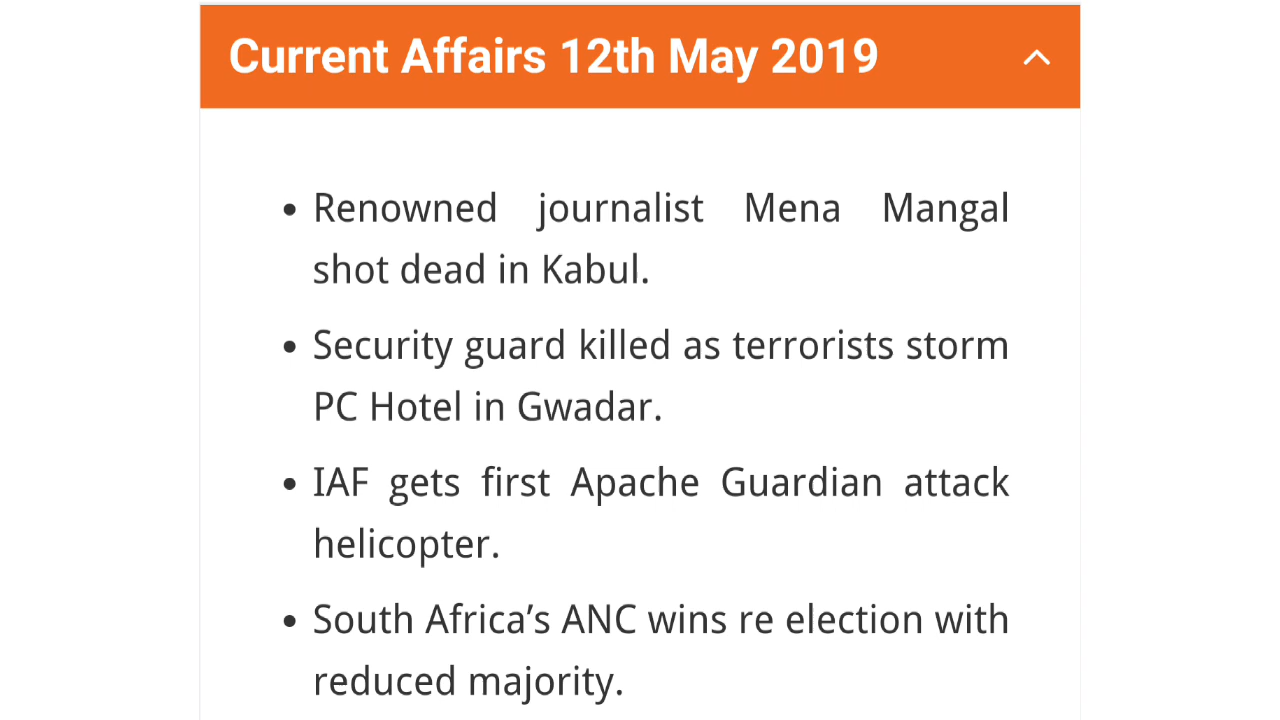 Current Affairs 12th May 2019
• Renowned journalist Mena Mangal
shot dead in Kabul.
• Security guard killed as terrorists storm
PC Hotel in Gwadar.
• IAF gets first Apache Guardian attack
helicopter.
• South Africa’s ANC wins re election with
reduced majority.